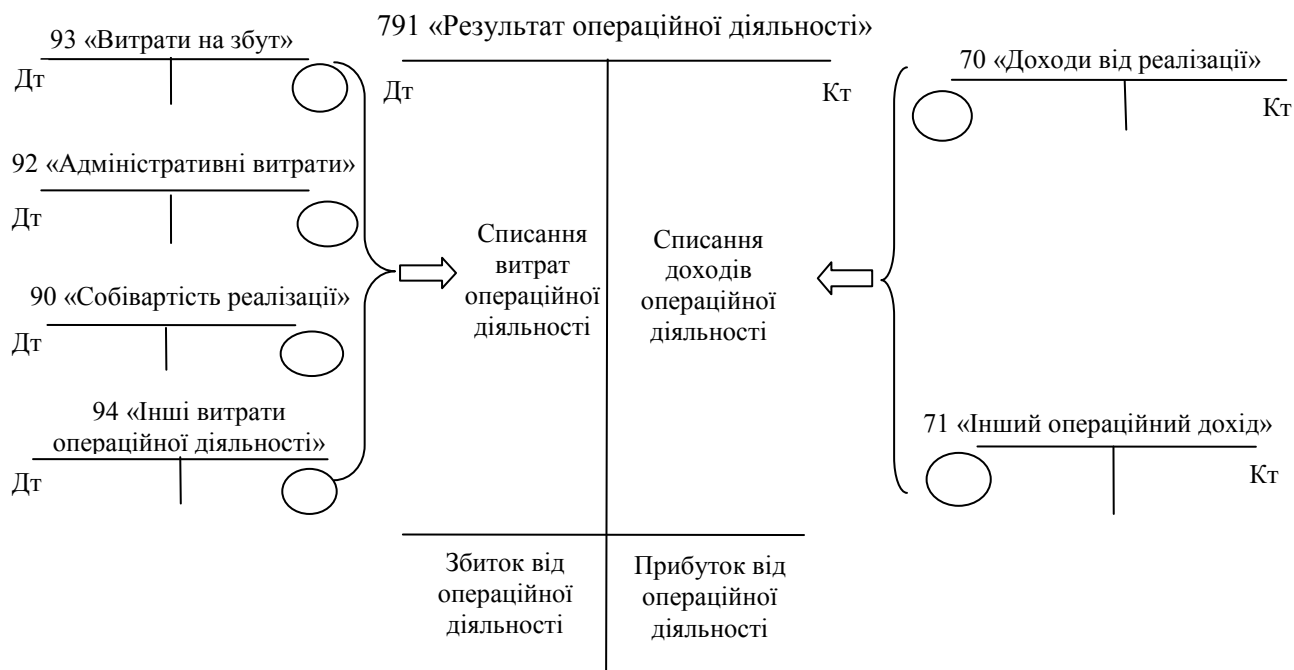 791 «Результат операційної діяльності»
93 «Витрати на збут»
Дт
92 «Адміністративні витрати»
Дт
90 «Собівартість реалізації»
Дт
94 «Інші витрати
операційної діяльності»
Дт
Дт
Кт
Списання
витрат
операційної
діяльності
Списання
доходів
операційної
діяльності
Збиток від
операційної
діяльності
Прибуток від
операційної
діяльності
70 «Доходи від реалізації»
Кт
71 «Інший операційний дохід»
Кт